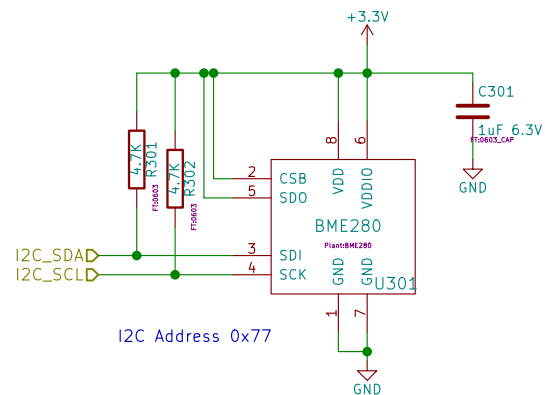 +3.3V
C301
1uF 6.3V
FT:0603_CAP
GND
8
6
VDD
VDDIO
4.7K
R301
FT:0603
4.7K
R302
FT:0603
2
CSB
5
SDO
BME280
Plant:BME280
I2C_SDA
3
SDI
I2C_SCL
4
SCK
GND
GND
U301
1
7
I2C Address 0x77
GND